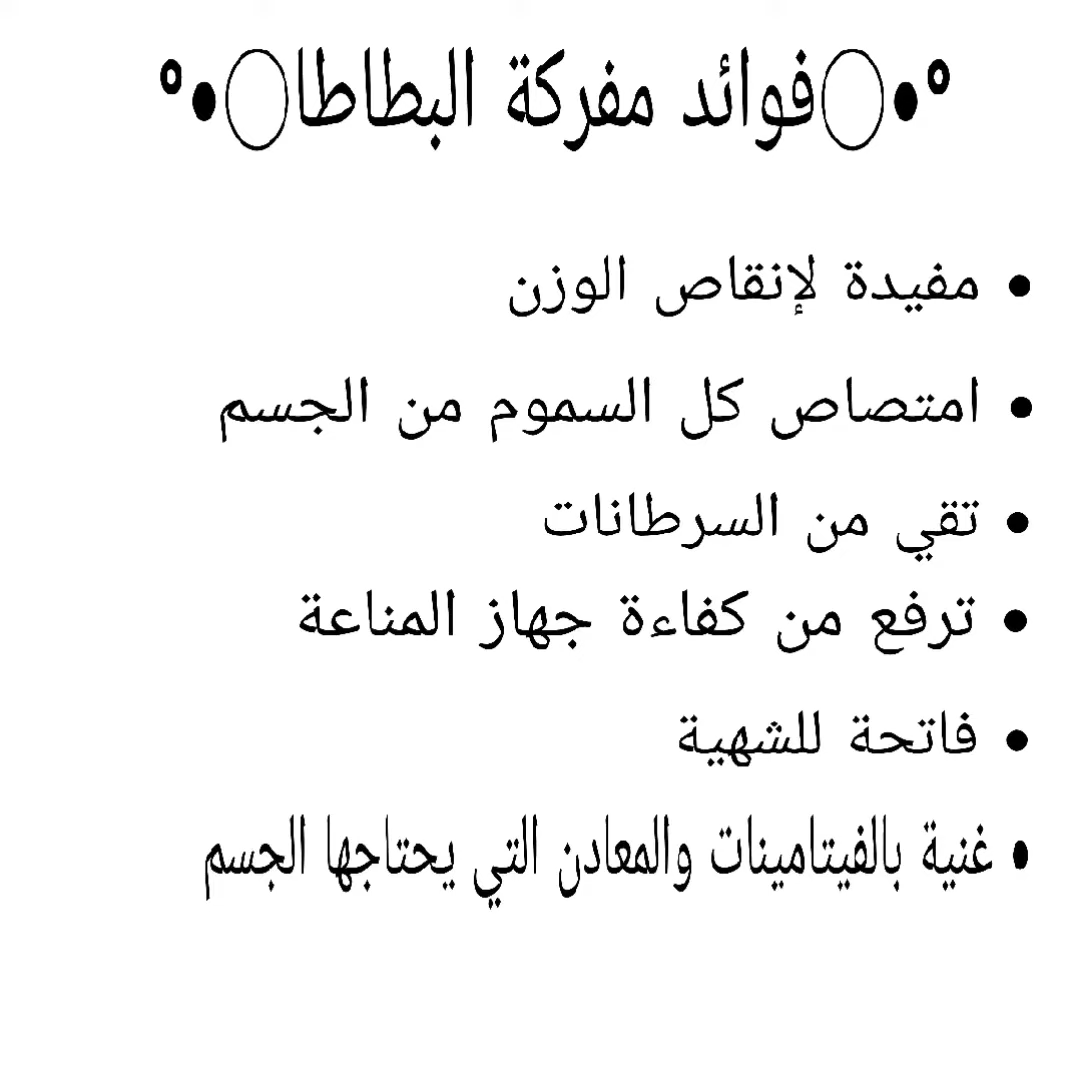 °•○فوائد مفركة البطاطا○•°
• مفيدة لإنقاص الوزن
• امتصاص كل السموم من الجسم
• تقي من السرطانات
• ترفع من كفاءة جهاز المناعة
• فاتحة للشهية
• غنية بالفيتامينات والمعادن التي يحتاجها الجسم